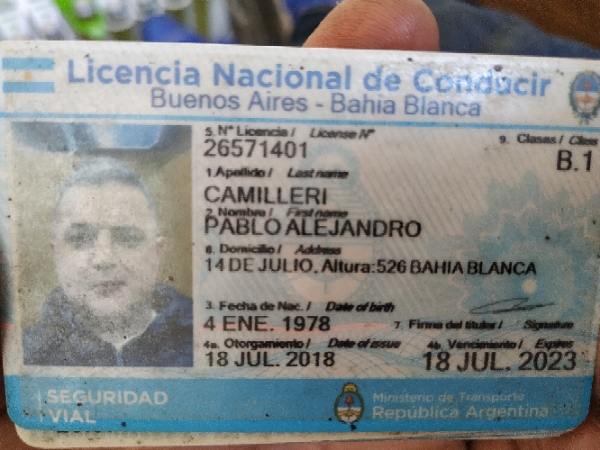 Licencia Nacional de Conducir
Buenos Aires - Bahia Blanca
5. Nº Licencia / License Nº
26571401
9. Clases / Class
B.1
1 Apellido / Last name
CAMILLERI
2. Nombre / First name
PABLO ALEJANDRO
8. Domicilio / Address
14 DE JULIO, Altura:526 BAHIA BLANCA
3. Fecha de Nac. / Date of birth
4 ENE. 1978
7. Firma del titular / Signature
4a. Otorgamiento / Date of issue
18 JUL. 2018
4b. Vencimiento / Expires
18 JUL. 2023
SEGURIDAD
VIAL
Ministerio de Transporte
República Argentina